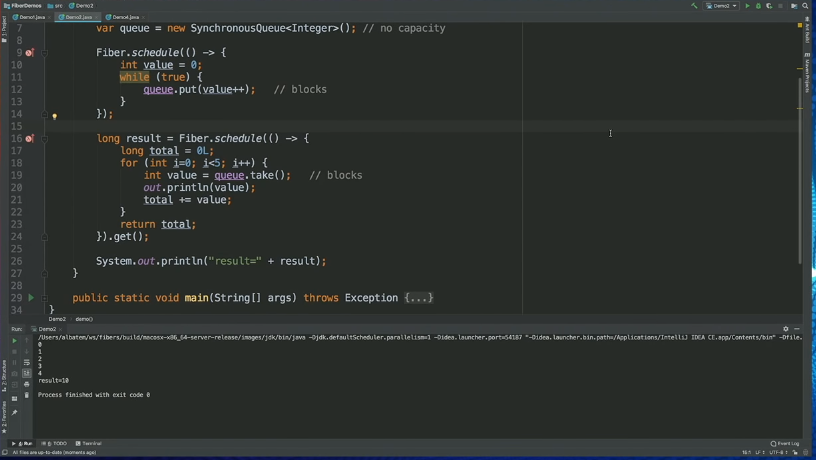 FiberDemos src Demo2
Demo2
Demo1.java Demo2.java Demo4.java
7 var queue = new SynchronousQueue<Integer>(); // no capacity
8
9 Fiber.schedule(() -> {
10 int value = 0;
11 while (true) {
12 queue.put(value++); // blocks
13 }
14 });
15
16 long result = Fiber.schedule(() -> {
17 long total = 0L;
18 for (int i=0; i<5; i++) {
19 int value = queue.take(); // blocks
20 out.println(value);
21 total += value;
22 }
23 return total;
24 }).get();
25
26 System.out.println("result=" + result);
27 }
28
29 public static void main(String[] args) throws Exception {...}
34 }
Demo2 demo()
Run: Demo2
/Users/albatem/ws/fibers/build/macosx-x86_64-server-release/images/jdk/bin/java -Djdk.defaultScheduler.parallelism=1 -Didea.launcher.port=54187 "-Didea.launcher.bin.path=/Applications/IntelliJ IDEA CE.app/Contents/bin" -Dfile.
0
1
2
3
4
result=10
Process finished with exit code 0
1: Project
Ant Build
Maven Projects
Z: Structure
2: Favorites
4: Run 6: TODO Terminal
Event Log
All files are up-to-date (moments ago)
15:1 LF UTF-8